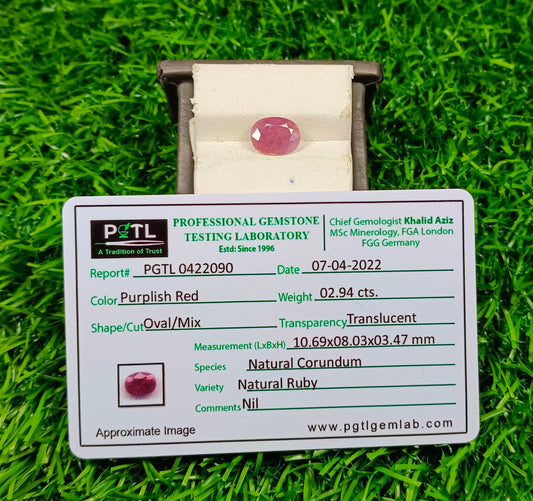 PGTL
A Tradition of Trust
PROFESSIONAL GEMSTONE
TESTING LABORATORY
Estd: Since 1996
Chief Gemologist Khalid Aziz
MSc Minerology, FGA London
FGG Germany
Report# PGTL 0422090 Date 07-04-2022
Color Purplish Red Weight 02.94 cts.
Shape/Cut Oval/Mix Transparency Translucent
Measurement (LxBxH) 10.69x08.03x03.47 mm
Species Natural Corundum
Variety Natural Ruby
Comments Nil
Approximate Image www.pgtlgemlab.com